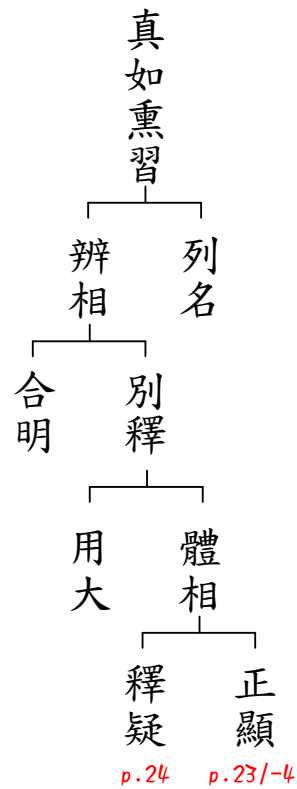 真如熏習
列名
辨相
別釋
合明
體相
用大
正顯
p.23/-4
釋疑
p.24